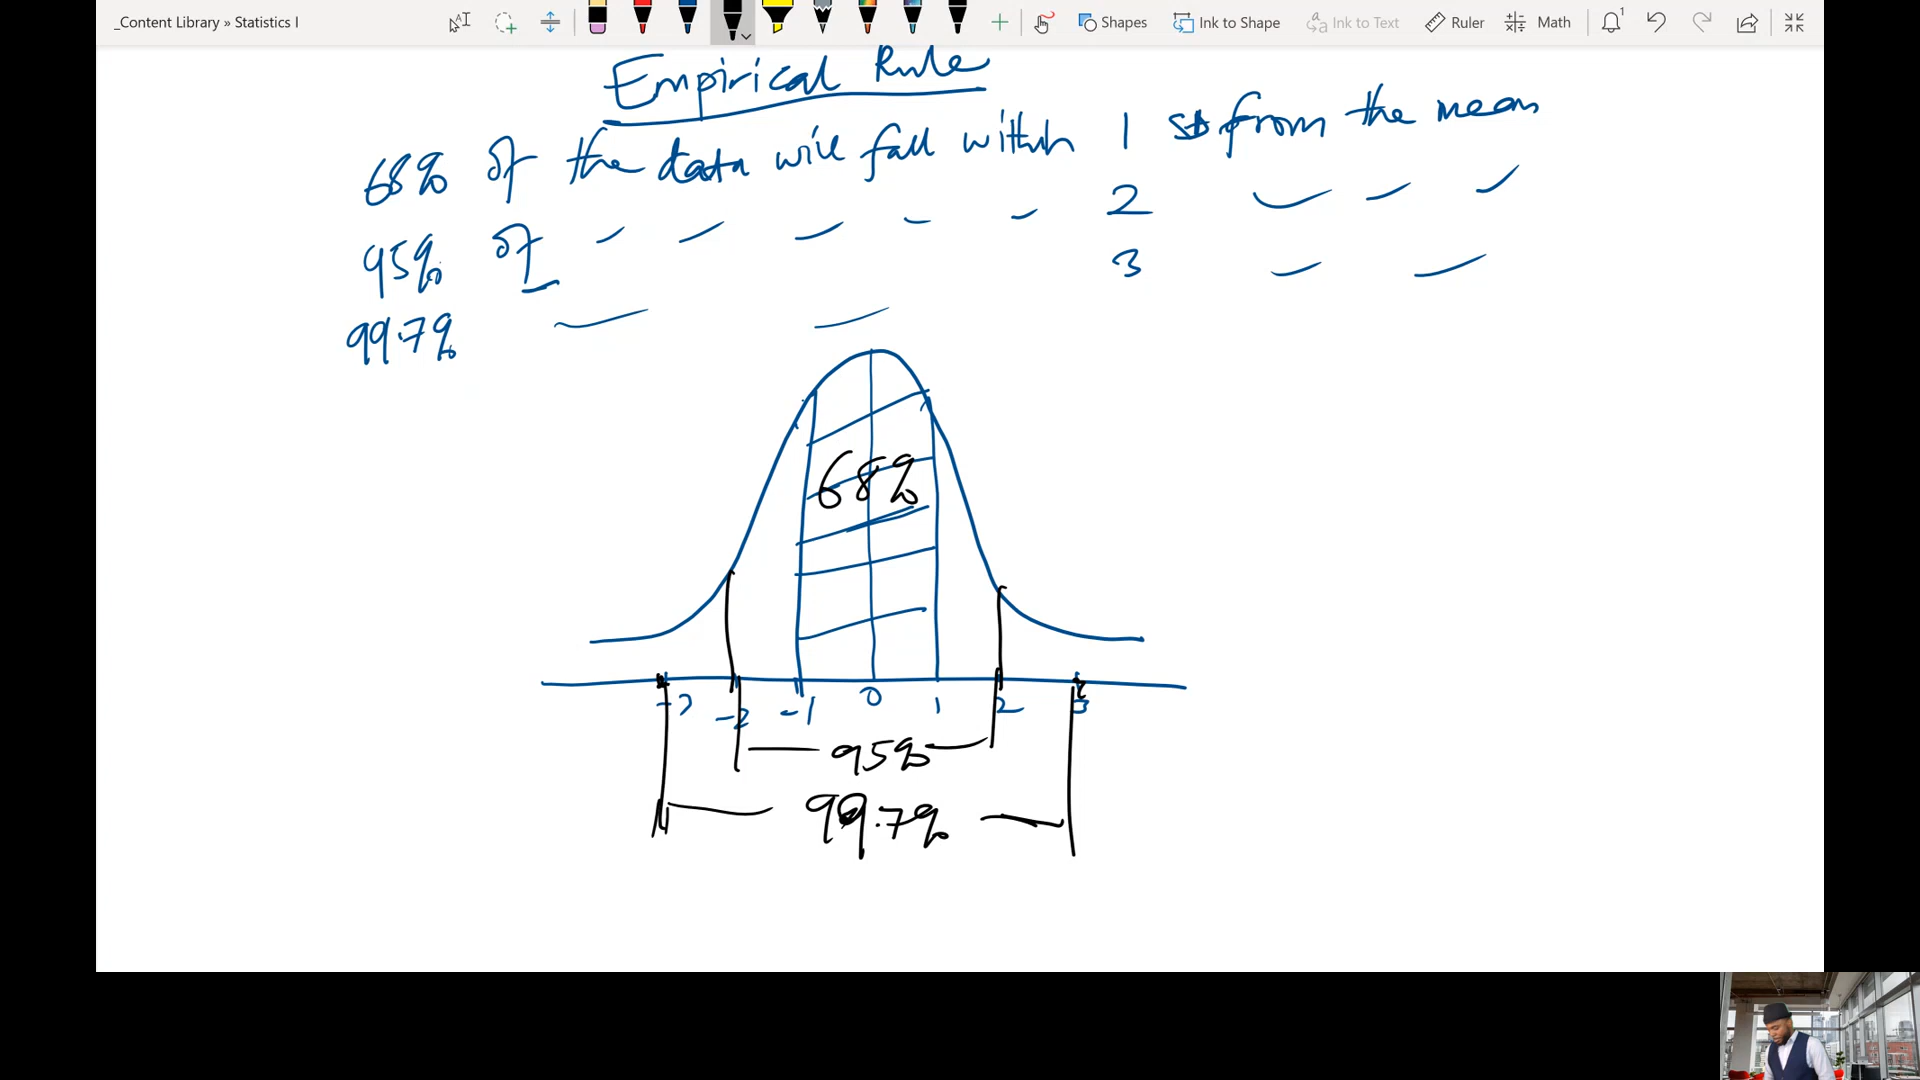 _Content Library » Statistics I
Shapes Ink to Shape Ink to Text Ruler Math 1
Empirical Rule
68% of the data will fall within 1 sd from the mean
95% of 2
99.7% 3
68%
-3 -2 -1 0 1 2 3
95%
99.7%